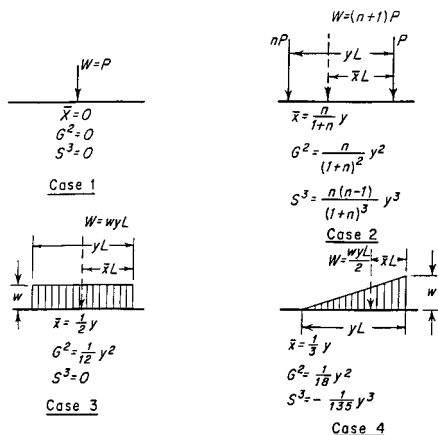 W=P
X̄=0
G²=0
S³=0
Case 1
W=(n+1)P
nP
yL
P
x̄L
x̄=n/(1+n) y
G²=n/(1+n)² y²
S³=n(n-1)/(1+n)³ y³
Case 2
W=wyL
yL
x̄L
w
x̄=1/2 y
G²=1/12 y²
S³=0
Case 3
W=wyL/2
x̄L
w
yL
x̄=1/3 y
G²=1/18 y²
S³=-1/135 y³
Case 4